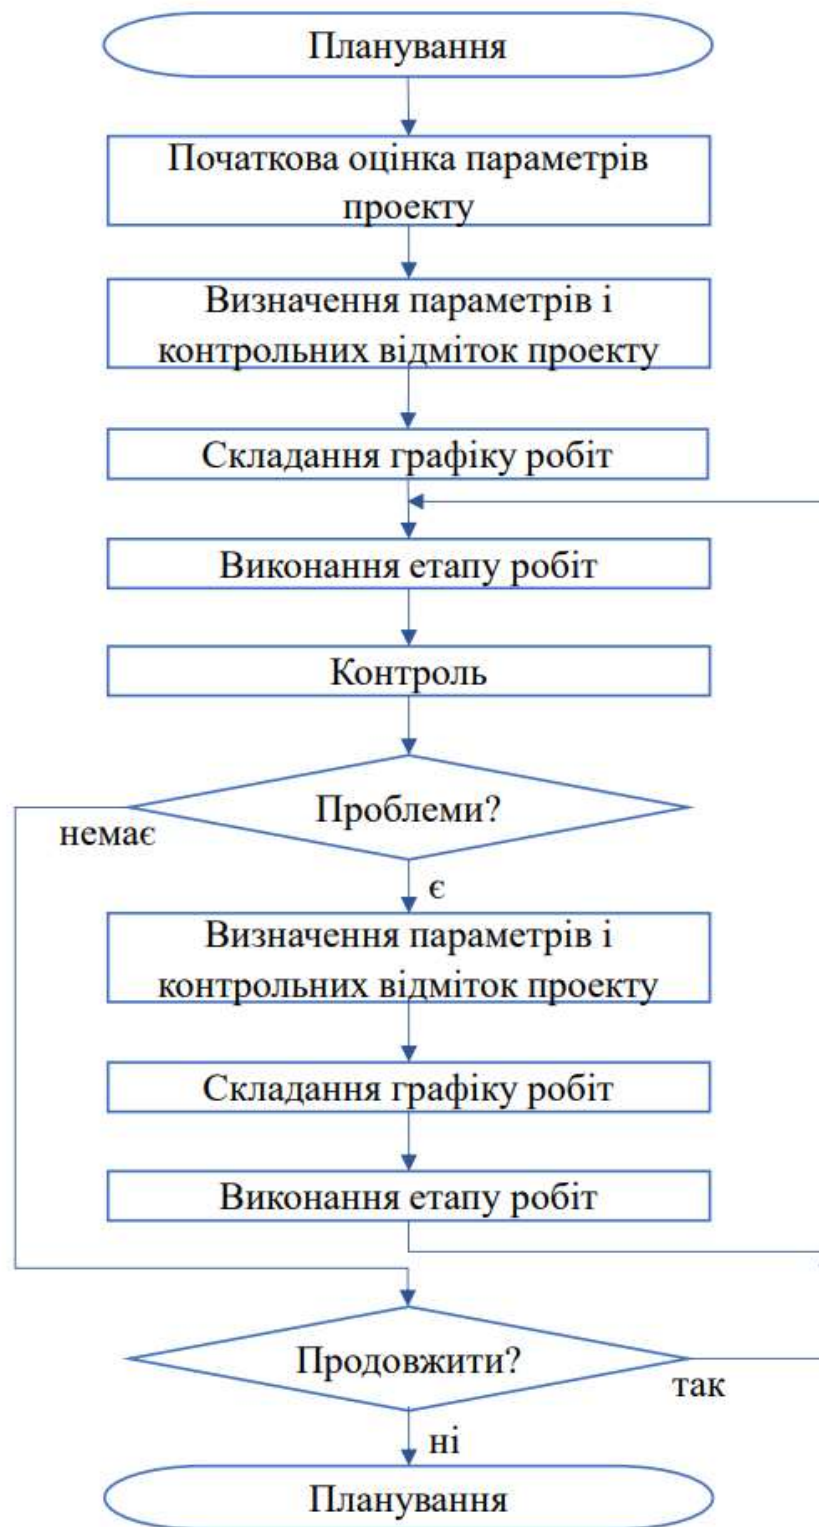 Планування
Початкова оцінка параметрів
проекту
Визначення параметрів і
контрольних відміток проекту
Складання графіку робіт
Виконання етапу робіт
Контроль
Проблеми?
немає
є
Визначення параметрів і
контрольних відміток проекту
Складання графіку робіт
Виконання етапу робіт
Продовжити?
так
ні
Планування